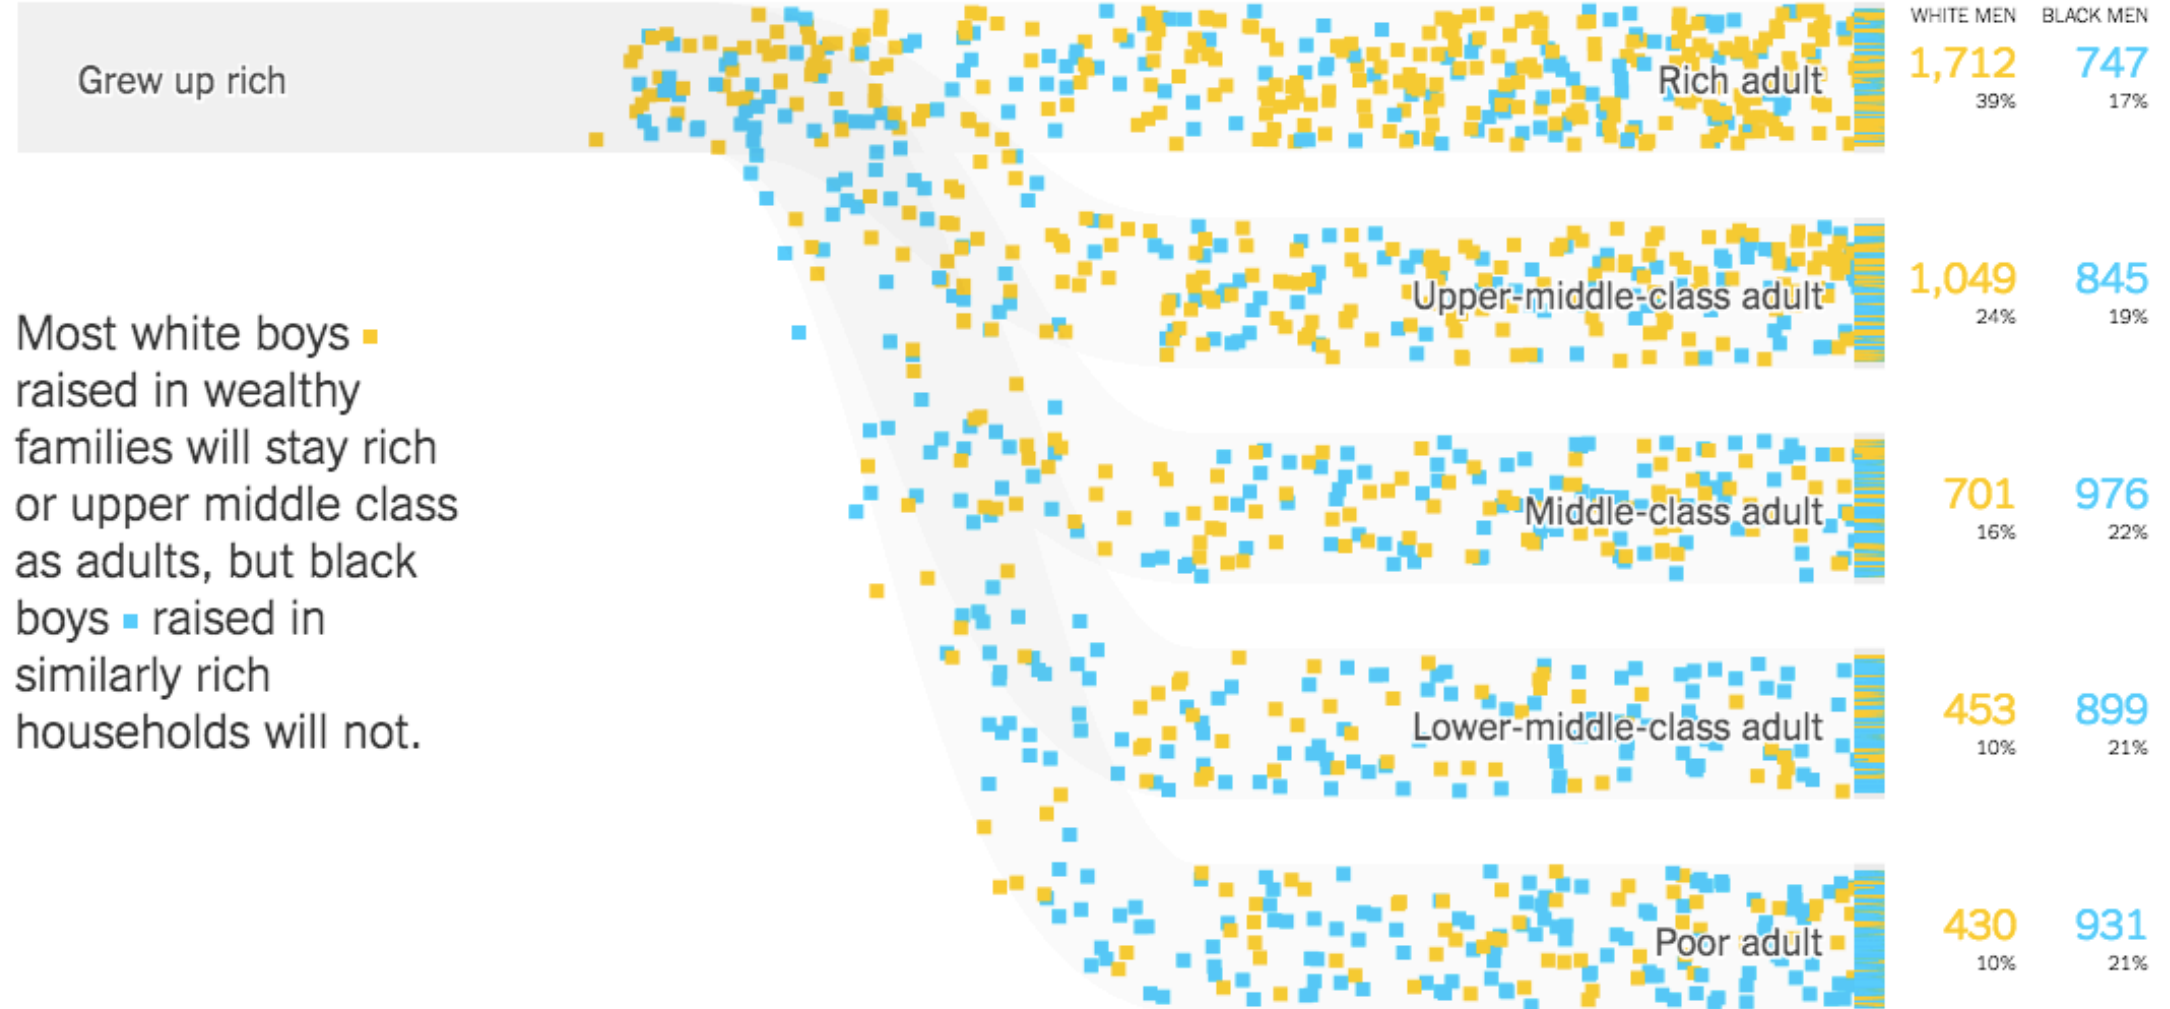 Grew up rich
Most white boys
raised in wealthy
families will stay rich
or upper middle class
as adults, but black
boys raised in
similarly rich
households will not.
WHITE MEN BLACK MEN
Rich adult 1,712 747
39% 17%
Upper-middle-class adult 1,049 845
24% 19%
Middle-class adult 701 976
16% 22%
Lower-middle-class adult 453 899
10% 21%
Poor adult 430 931
10% 21%